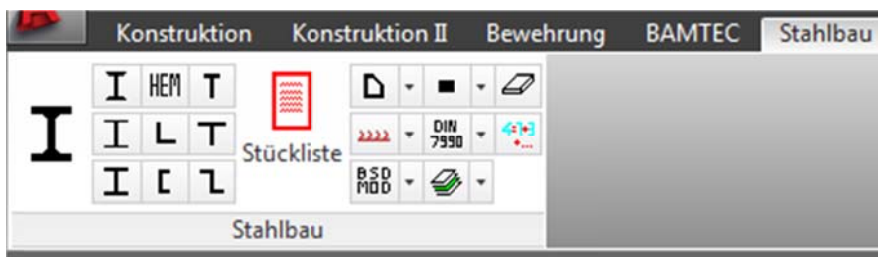 Konstruktion Konstruktion II Bewehrung BAMTEC Stahlbau
HEM
Stückliste
DIN
7990
BSD
MOD
Stahlbau